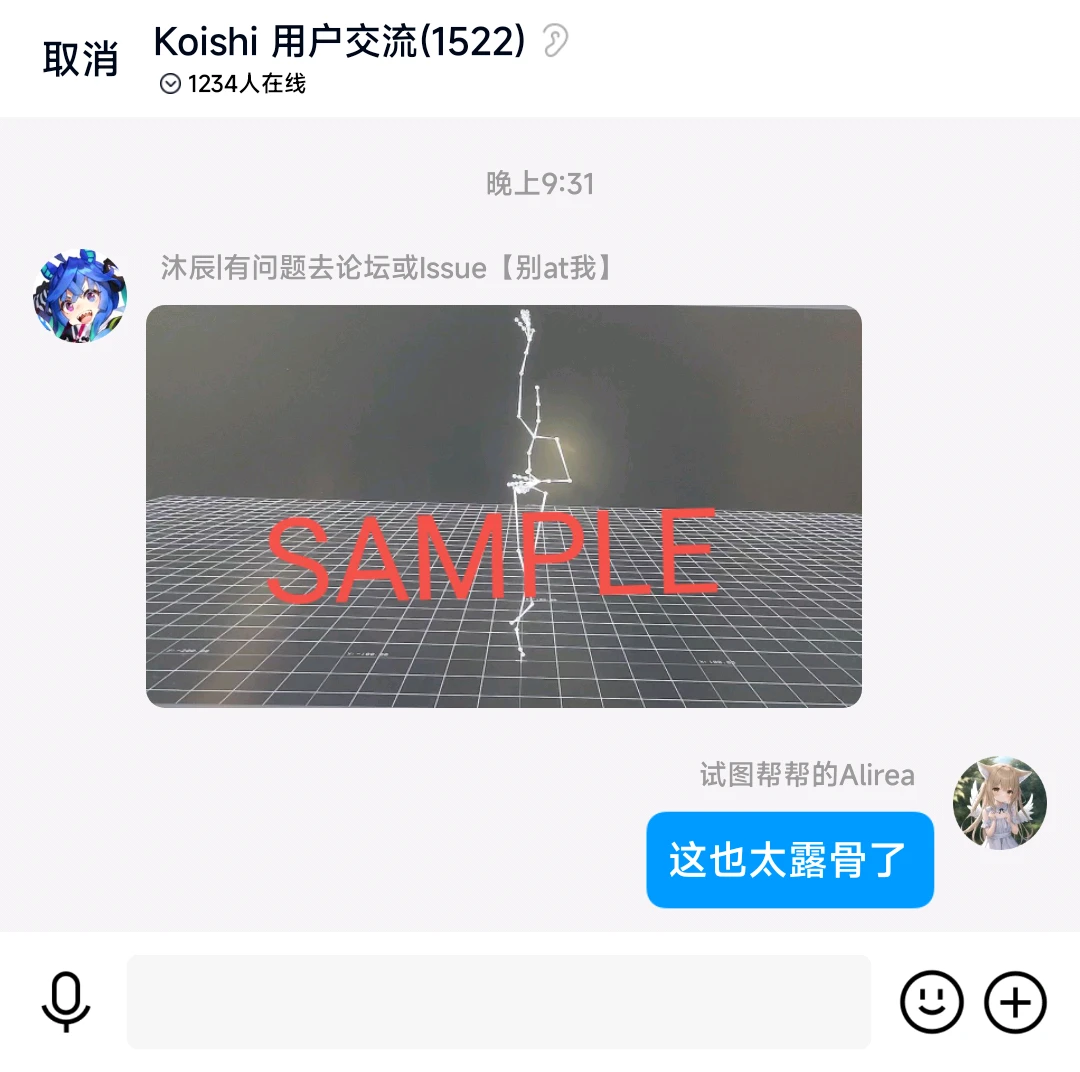 取消
Koishi 用户交流(1522)
1234人在线
晚上9:31
沐辰|有问题去论坛或Issue【别at我】
SAMPLE
试图帮帮的Alirea
这也太露骨了